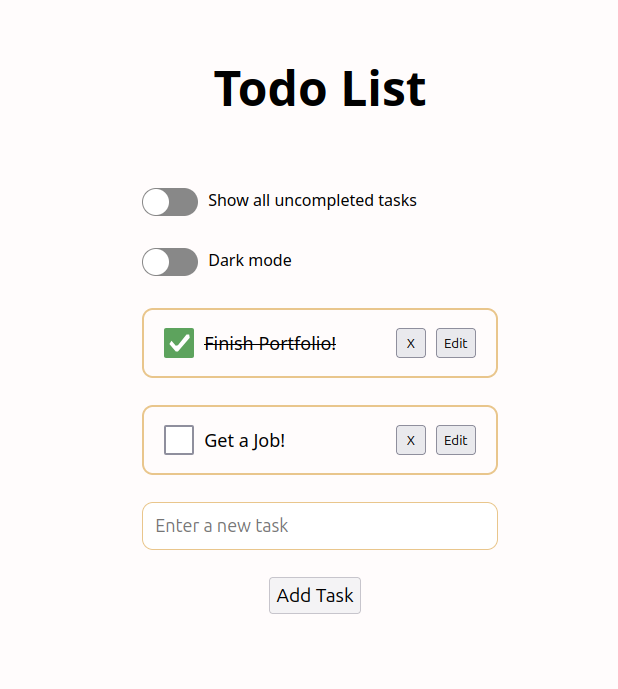 Todo List
Show all uncompleted tasks
Dark mode
Finish Portfolio! X Edit
Get a Job! X Edit
Enter a new task
Add Task